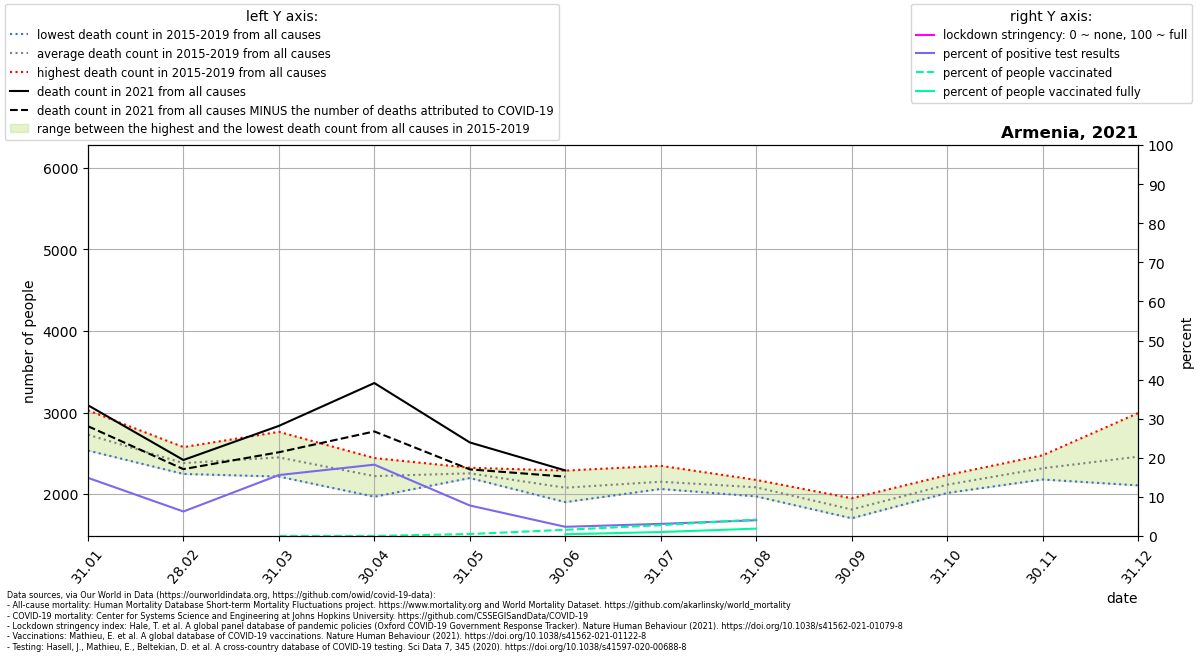 left Y axis:
lowest death count in 2015-2019 from all causes
average death count in 2015-2019 from all causes
highest death count in 2015-2019 from all causes
death count in 2021 from all causes
death count in 2021 from all causes MINUS the number of deaths attributed to COVID-19
range between the highest and the lowest death count from all causes in 2015-2019
right Y axis:
lockdown stringency: 0 ~ none, 100 ~ full
percent of positive test results
percent of people vaccinated
percent of people vaccinated fully
Armenia, 2021
number of people
6000
5000
4000
3000
2000
100
90
80
70
60
50
40
30
20
10
0
percent
31.01
28.02
31.03
30.04
31.05
30.06
31.07
31.08
30.09
31.10
30.11
31.12
date
Data sources, via Our World in Data (https://ourworldindata.org, https://github.com/owid/covid-19-data):
- All-cause mortality: Human Mortality Database Short-term Mortality Fluctuations project. https://www.mortality.org and World Mortality Dataset. https://github.com/akarlinsky/world_mortality
- COVID-19 mortality: Center for Systems Science and Engineering at Johns Hopkins University. https://github.com/CSSEGISandData/COVID-19
- Lockdown stringency index: Hale, T. et al. A global panel database of pandemic policies (Oxford COVID-19 Government Response Tracker). Nature Human Behaviour (2021). https://doi.org/10.1038/s41562-021-01079-8
- Vaccinations: Mathieu, E. et al. A global database of COVID-19 vaccinations. Nature Human Behaviour (2021). https://doi.org/10.1038/s41562-021-01122-8
- Testing: Hasell, J., Mathieu, E., Beltekian, D. et al. A cross-country database of COVID-19 testing. Sci Data 7, 345 (2020). https://doi.org/10.1038/s41597-020-00688-8